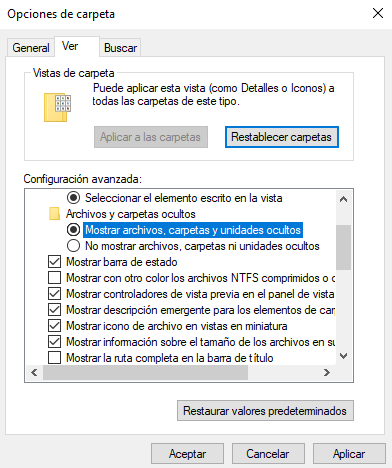 Opciones de carpeta
General Ver Buscar
Vistas de carpeta
Puede aplicar esta vista (como Detalles o Iconos) a
todas las carpetas de este tipo.
Aplicar a las carpetas Restablecer carpetas
Configuración avanzada:
Seleccionar el elemento escrito en la vista
Archivos y carpetas ocultos
Mostrar archivos, carpetas y unidades ocultos
No mostrar archivos, carpetas ni unidades ocultos
Mostrar barra de estado
Mostrar con otro color los archivos NTFS comprimidos o c
Mostrar controladores de vista previa en el panel de vista
Mostrar descripción emergente para los elementos de car
Mostrar icono de archivo en vistas en miniatura
Mostrar información sobre el tamaño de los archivos en su
Mostrar la ruta completa en la barra de título
Restaurar valores predeterminados
Aceptar Cancelar Aplicar